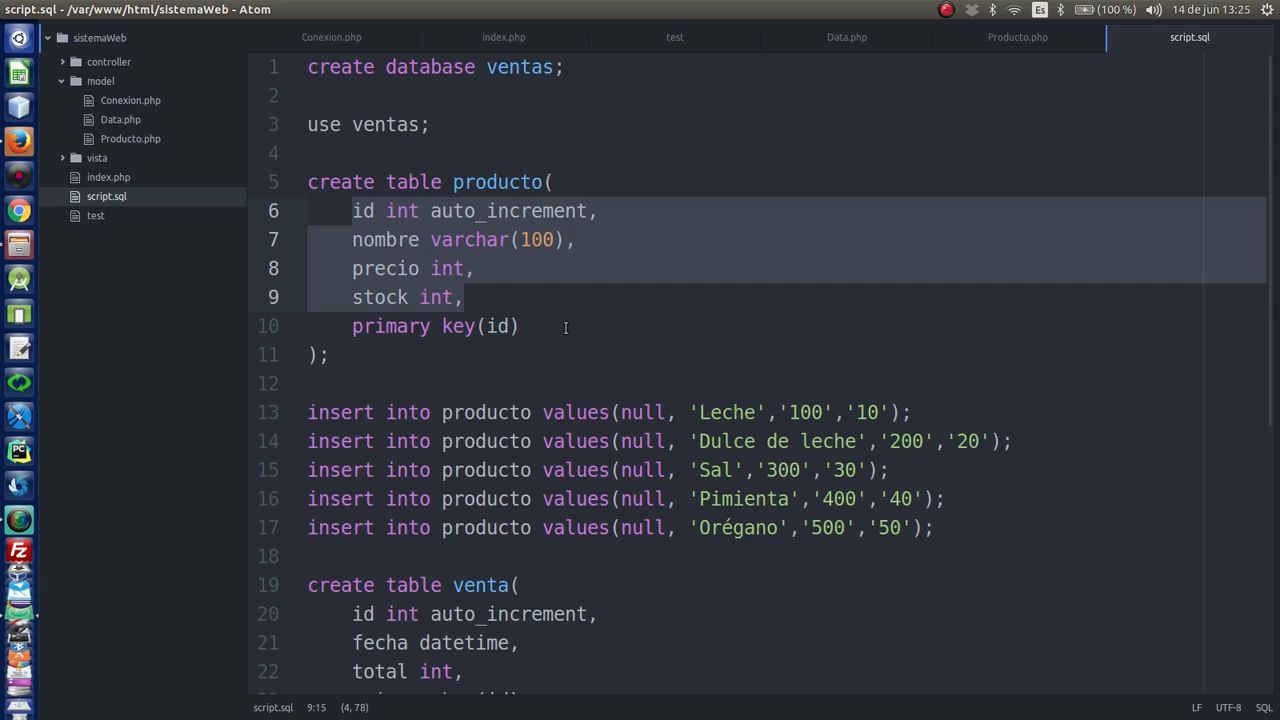 script.sql - /var/www/html/sistemaWeb - Atom
Es
(100 %)
14 de jun 13:25
sistemaWeb
controller
model
Conexion.php
Data.php
Producto.php
vista
index.php
script.sql
test
Conexion.php
index.php
test
Data.php
Producto.php
script.sql
1 create database ventas;
2
3 use ventas;
4
5 create table producto(
6 id int auto_increment,
7 nombre varchar(100),
8 precio int,
9 stock int,
10 primary key(id)
11 );
12
13 insert into producto values(null, 'Leche','100','10');
14 insert into producto values(null, 'Dulce de leche','200','20');
15 insert into producto values(null, 'Sal','300','30');
16 insert into producto values(null, 'Pimienta','400','40');
17 insert into producto values(null, 'Orégano','500','50');
18
19 create table venta(
20 id int auto_increment,
21 fecha datetime,
22 total int,
script.sql 9:15 (4, 78)
LF UTF-8 SQL